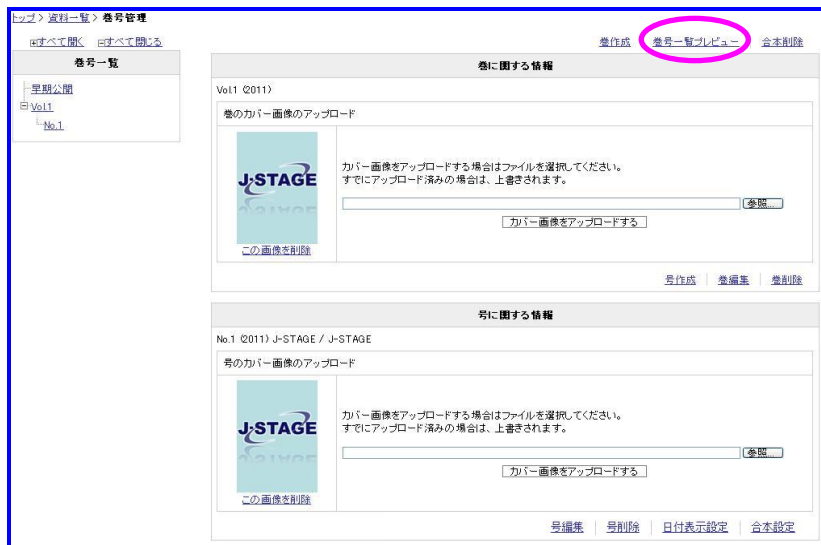 トップ > 資料一覧 > 巻号管理
すべて開く すべて閉じる
巻作成 巻号一覧プレビュー 合本削除
巻号一覧
早期公開
Vol.1
No.1
巻に関する情報
Vol.1 (2011)
巻のカバー画像のアップロード
J-STAGE
カバー画像をアップロードする場合はファイルを選択してください。
すでにアップロード済みの場合は、上書きされます。
参照...
カバー画像をアップロードする
この画像を削除
号作成 巻編集 巻削除
号に関する情報
No.1 (2011) J-STAGE / J-STAGE
号のカバー画像のアップロード
J-STAGE
カバー画像をアップロードする場合はファイルを選択してください。
すでにアップロード済みの場合は、上書きされます。
参照...
カバー画像をアップロードする
この画像を削除
号編集 号削除 日付表示設定 合本設定